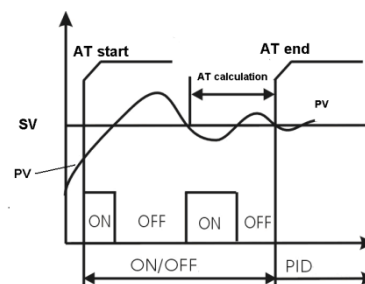 AT start
AT end
AT calculation
PV
SV
PV
ON
OFF
ON
OFF
ON/OFF
PID